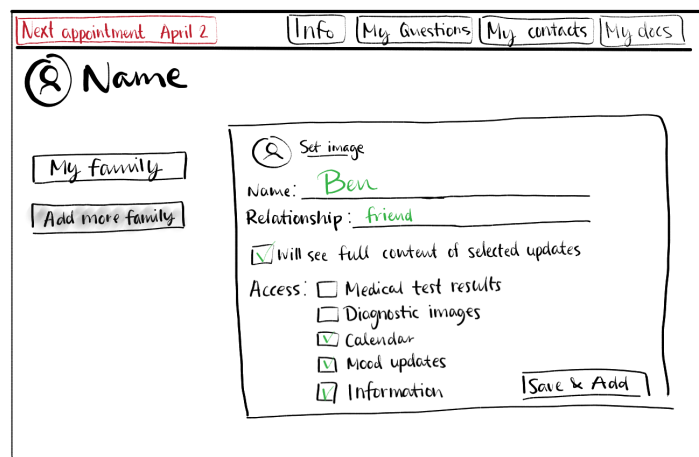 Next appointment April 2 Info My Questions My contacts My docs
Name
My family
Add more family
Set image
Name: Ben
Relationship: friend
Will see full content of selected updates
Access: Medical test results
Diagnostic images
Calendar
Mood updates
Information
Save & Add